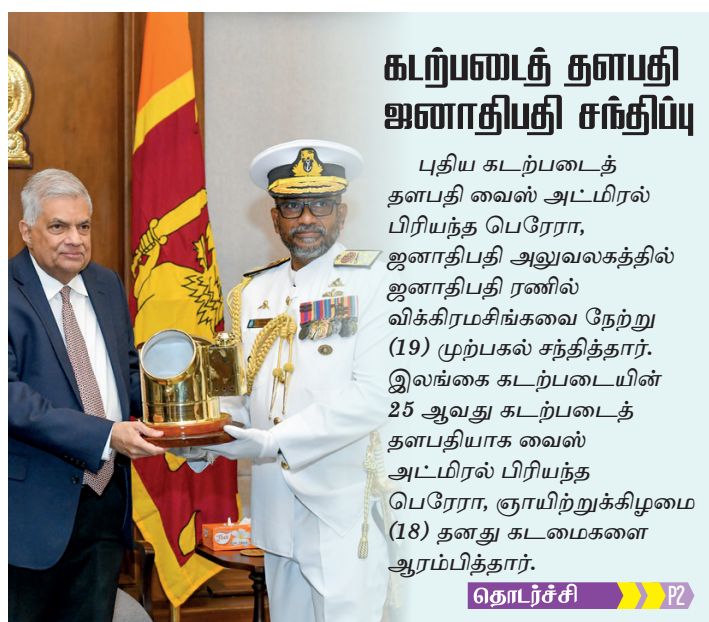 கடற்படைத் தளபதி
ஜனாதிபதி சந்திப்பு
புதிய கடற்படைத்
தளபதி வைஸ் அட்மிரல்
பிரியந்த பெரேரா,
ஜனாதிபதி அலுவலகத்தில்
ஜனாதிபதி ரணில்
விக்கிரமசிங்கவை நேற்று
(19) முற்பகல் சந்தித்தார்.
இலங்கை கடற்படையின்
25 ஆவது கடற்படைத்
தளபதியாக வைஸ்
அட்மிரல் பிரியந்த
பெரேரா, ஞாயிற்றுக்கிழமை
(18) தனது கடமைகளை
ஆரம்பித்தார்.
தொடர்ச்சி P2